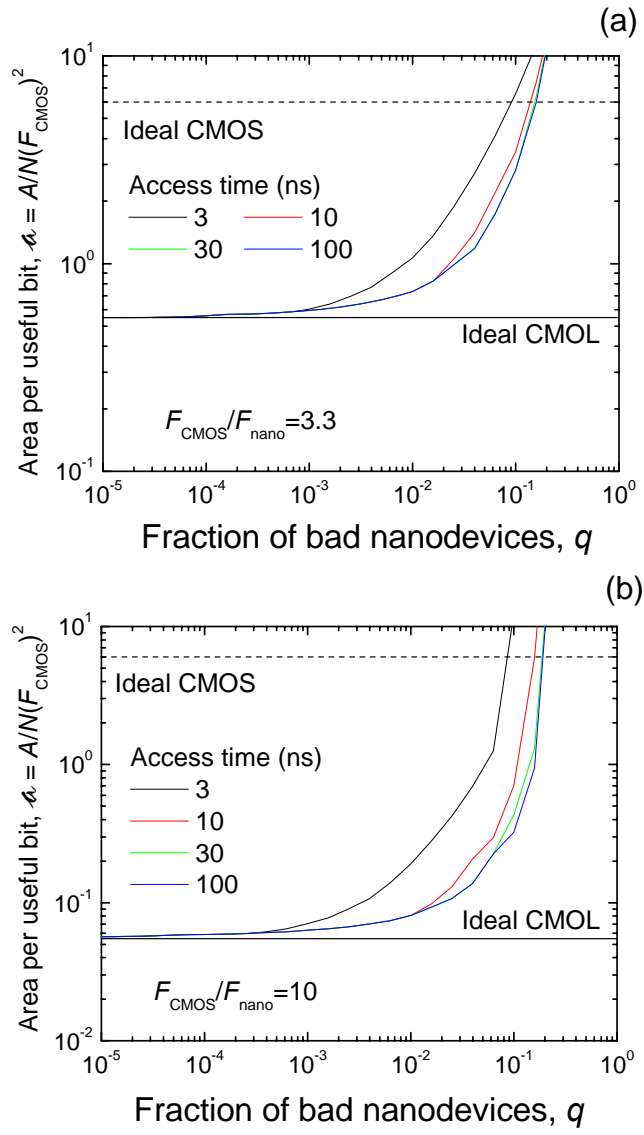 (a)
10^1
Ideal CMOS
Access time (ns)
3 10
30 100
10^0
Ideal CMOL
F_CMOS/F_nano=3.3
10^-1
10^-5 10^-4 10^-3 10^-2 10^-1 10^0
Area per useful bit, a = A/N(F_CMOS)^2
Fraction of bad nanodevices, q
(b)
10^1
Ideal CMOS
Access time (ns)
10^0
3
10
30
100
10^-1
Ideal CMOL
F_CMOS/F_nano=10
10^-2
10^-5 10^-4 10^-3 10^-2 10^-1 10^0
Area per useful bit, a = A/N(F_CMOS)^2
Fraction of bad nanodevices, q